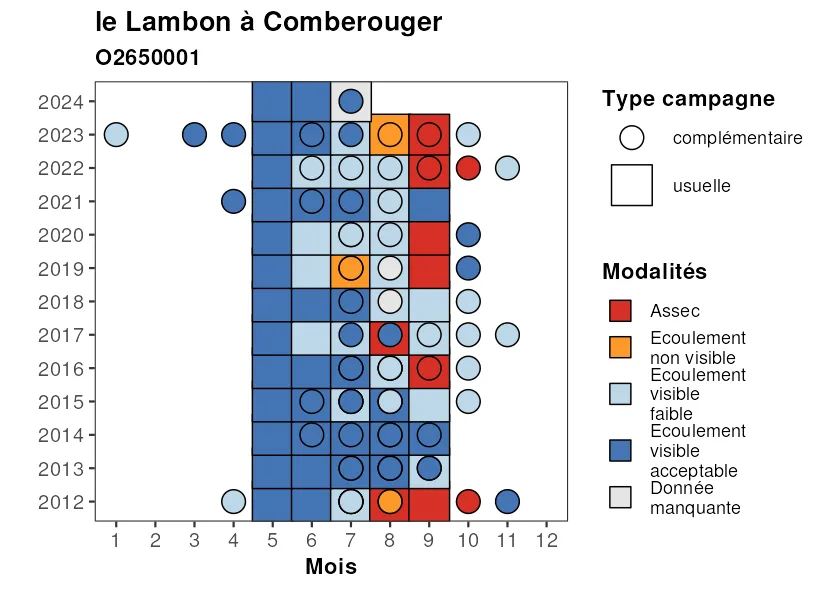 le Lambon à Comberouger
O2650001
2024
2023
2022
2021
2020
2019
2018
2017
2016
2015
2014
2013
2012
1 2 3 4 5 6 7 8 9 10 11 12
Mois
Type campagne
complémentaire
usuelle
Modalités
Assec
Ecoulement
non visible
Ecoulement
visible
faible
Ecoulement
visible
acceptable
Donnée
manquante